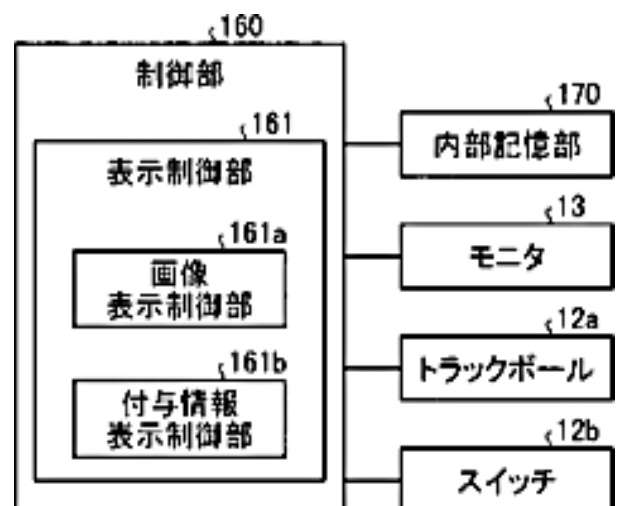 160
制御部
161
表示制御部
161a
画像
表示制御部
161b
付与情報
表示制御部
170
内部記憶部
13
モニタ
12a
トラックボール
12b
スイッチ